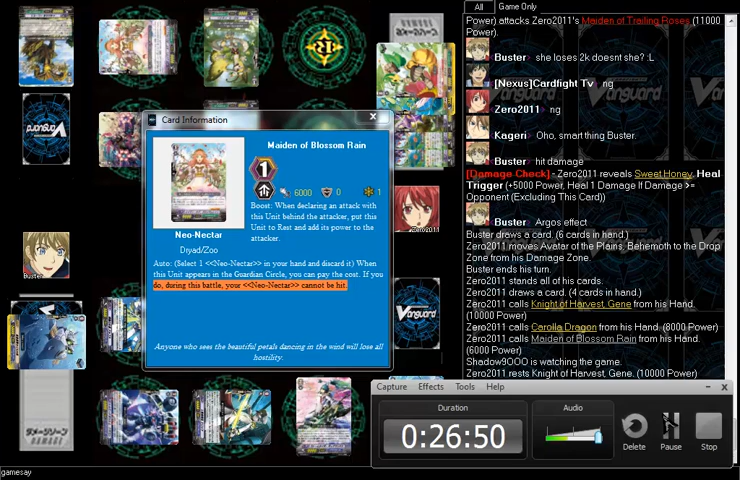 All
Game Only
Power) attacks Zero2011's Maiden of Trailing Roses (11000
Power).
Buster she loses 2k doesnt she? :L
[Nexus]Cardfight Tv ng
Zero2011 ng
Kageri Oho, smart thing Buster.
Buster hit damage
[Damage Check] - Zero2011 reveals Sweet Honey, Heal
Trigger (+5000 Power, Heal 1 Damage If Damage >=
Opponent (Excluding This Card))
Buster Argos effect
Buster draws a card. (6 cards in hand.)
Zero2011 moves Avatar of the Plains, Behemoth to the Drop
Zone from his Damage Zone.
Buster ends his turn.
Zero2011 stands all of his cards.
Zero2011 draws a card. (4 cards in hand.)
Zero2011 calls Knight of Harvest, Gene from his Hand.
(10000 Power)
Zero2011 calls Carolla Dragon from his Hand. (8000 Power)
Zero2011 calls Maiden of Blossom Rain from his Hand.
(6000 Power)
Shadow9OOO is watching the game.
Zero2011 rests Knight of Harvest, Gene. (10000 Power)
Card Information
Maiden of Blossom Rain
1
6000
0
1
Boost: When declaring an attack with
this Unit behind the attacker, put this
Unit to Rest and add its power to the
attacker.
Neo-Nectar
Dryad/Zoo
Auto: (Select 1 <<Neo-Nectar>> in your hand and discard it) When
this Unit appears in the Guardian Circle, you can pay the cost. If you
do, during this battle, your <<Neo-Nectar>> cannot be hit.
Anyone who sees the beautiful petals dancing in the wind will lose all
hostility.
Zero2011
Buster
Vanguard
Capture
Effects
Tools
Help
Duration
0:26:50
Audio
Delete
Pause
Stop
gamesay